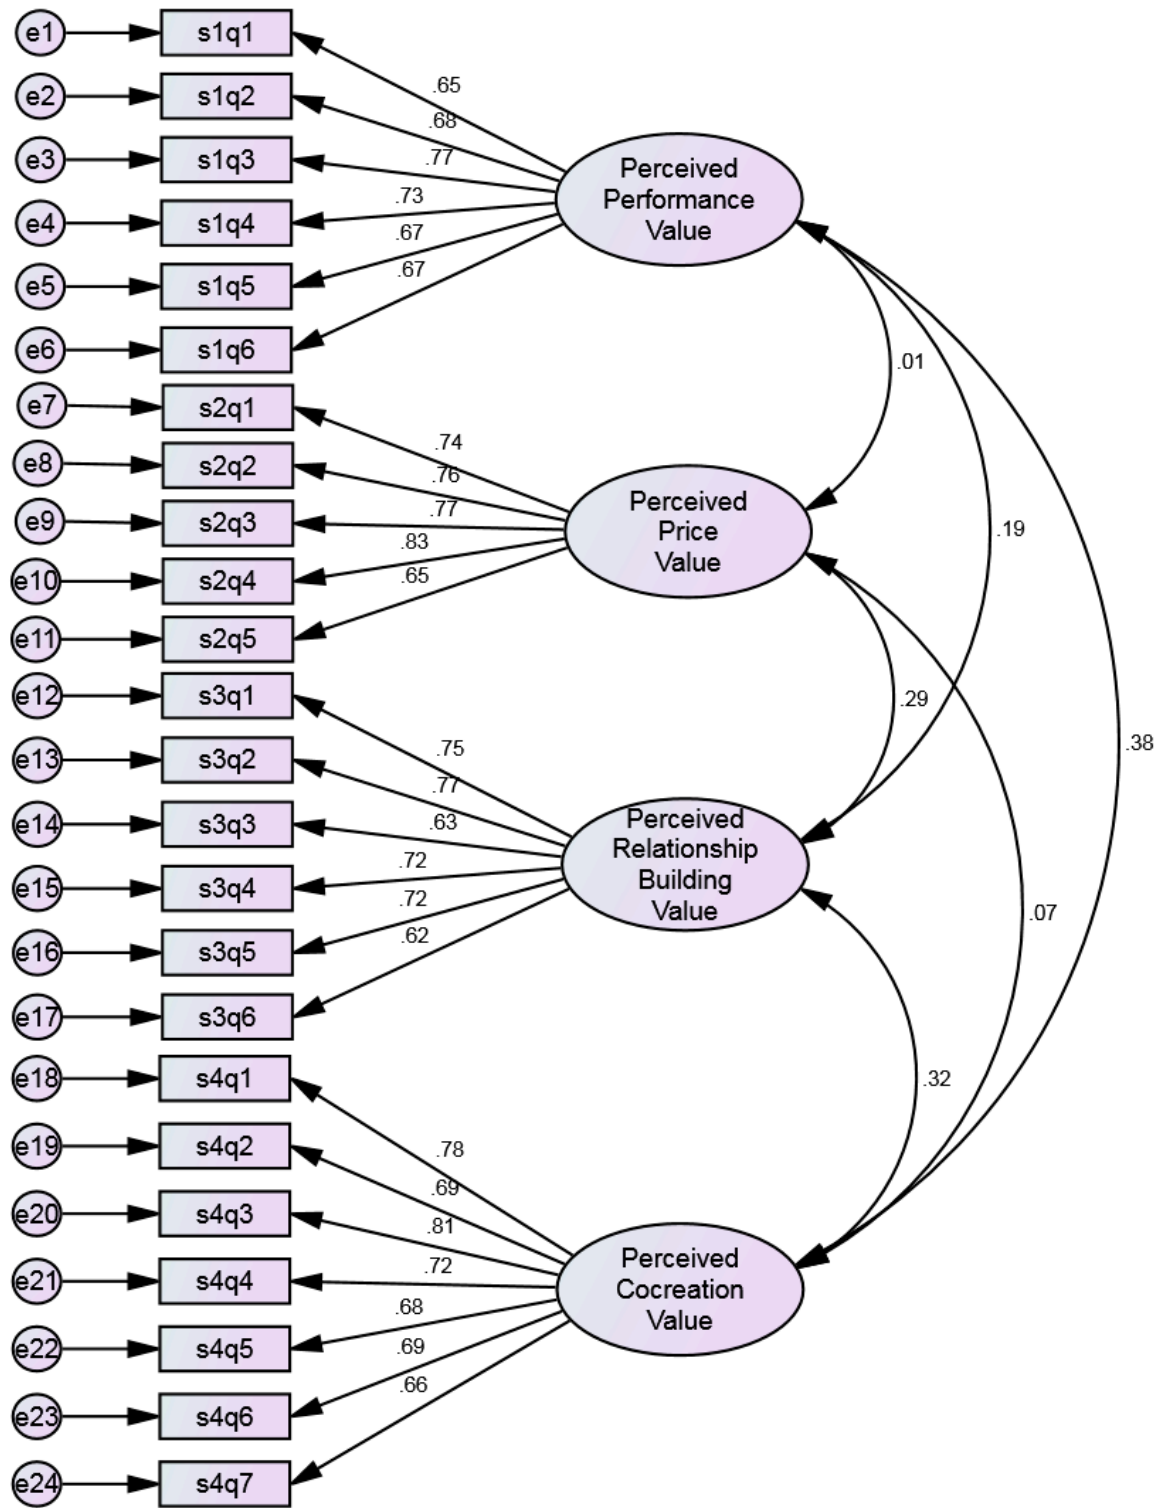 e1 s1q1
e2 s1q2
e3 s1q3
e4 s1q4
e5 s1q5
e6 s1q6
.65
.68
.77
.73
.67
.67
Perceived
Performance
Value
e7 s2q1
e8 s2q2
e9 s2q3
e10 s2q4
e11 s2q5
.74
.76
.77
.83
.65
Perceived
Price
Value
e12 s3q1
e13 s3q2
e14 s3q3
e15 s3q4
e16 s3q5
e17 s3q6
.75
.77
.63
.72
.72
.62
Perceived
Relationship
Building
Value
e18 s4q1
e19 s4q2
e20 s4q3
e21 s4q4
e22 s4q5
e23 s4q6
e24 s4q7
.78
.69
.81
.72
.68
.69
.66
Perceived
Cocreation
Value
.01
.19
.29
.38
.07
.32